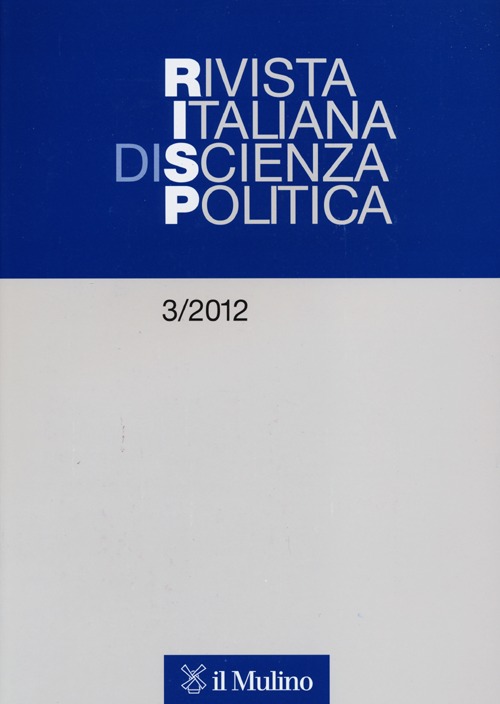 RIVISTA
ITALIANA
DISCIENZA
POLITICA
3/2012
il Mulino